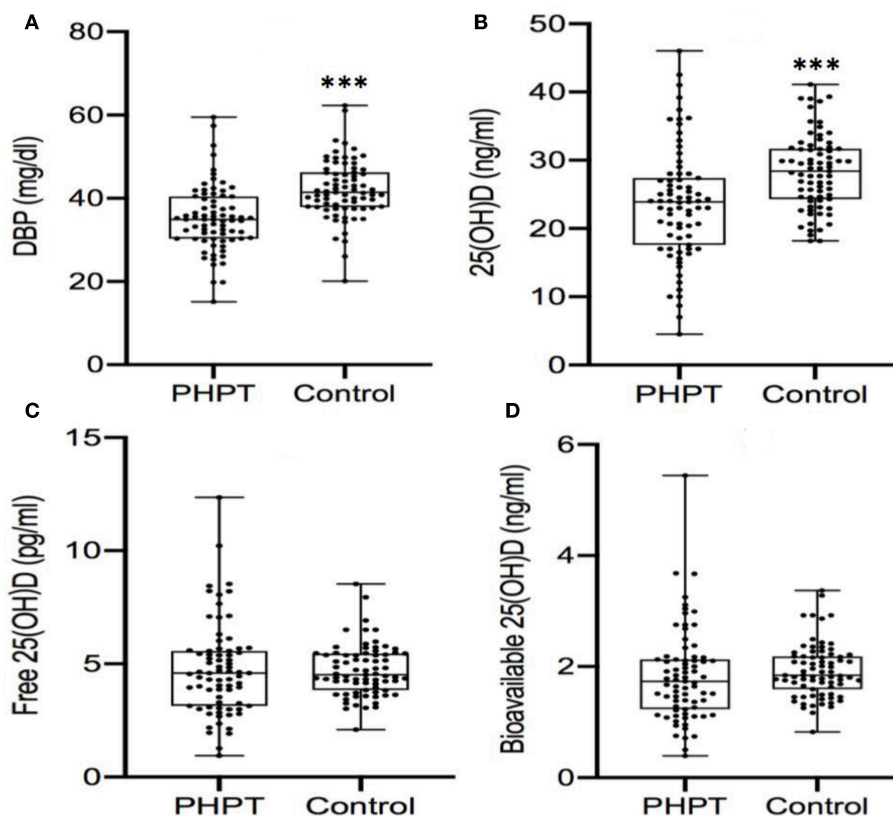 A
DBP (mg/dl)
80
60
40
20
0
***
PHPT Control
B
25(OH)D (ng/ml)
50
40
30
20
10
0
***
PHPT Control
C
Free 25(OH)D (pg/ml)
15
10
5
0
PHPT Control
D
Bioavailable 25(OH)D (ng/ml)
6
4
2
0
PHPT Control